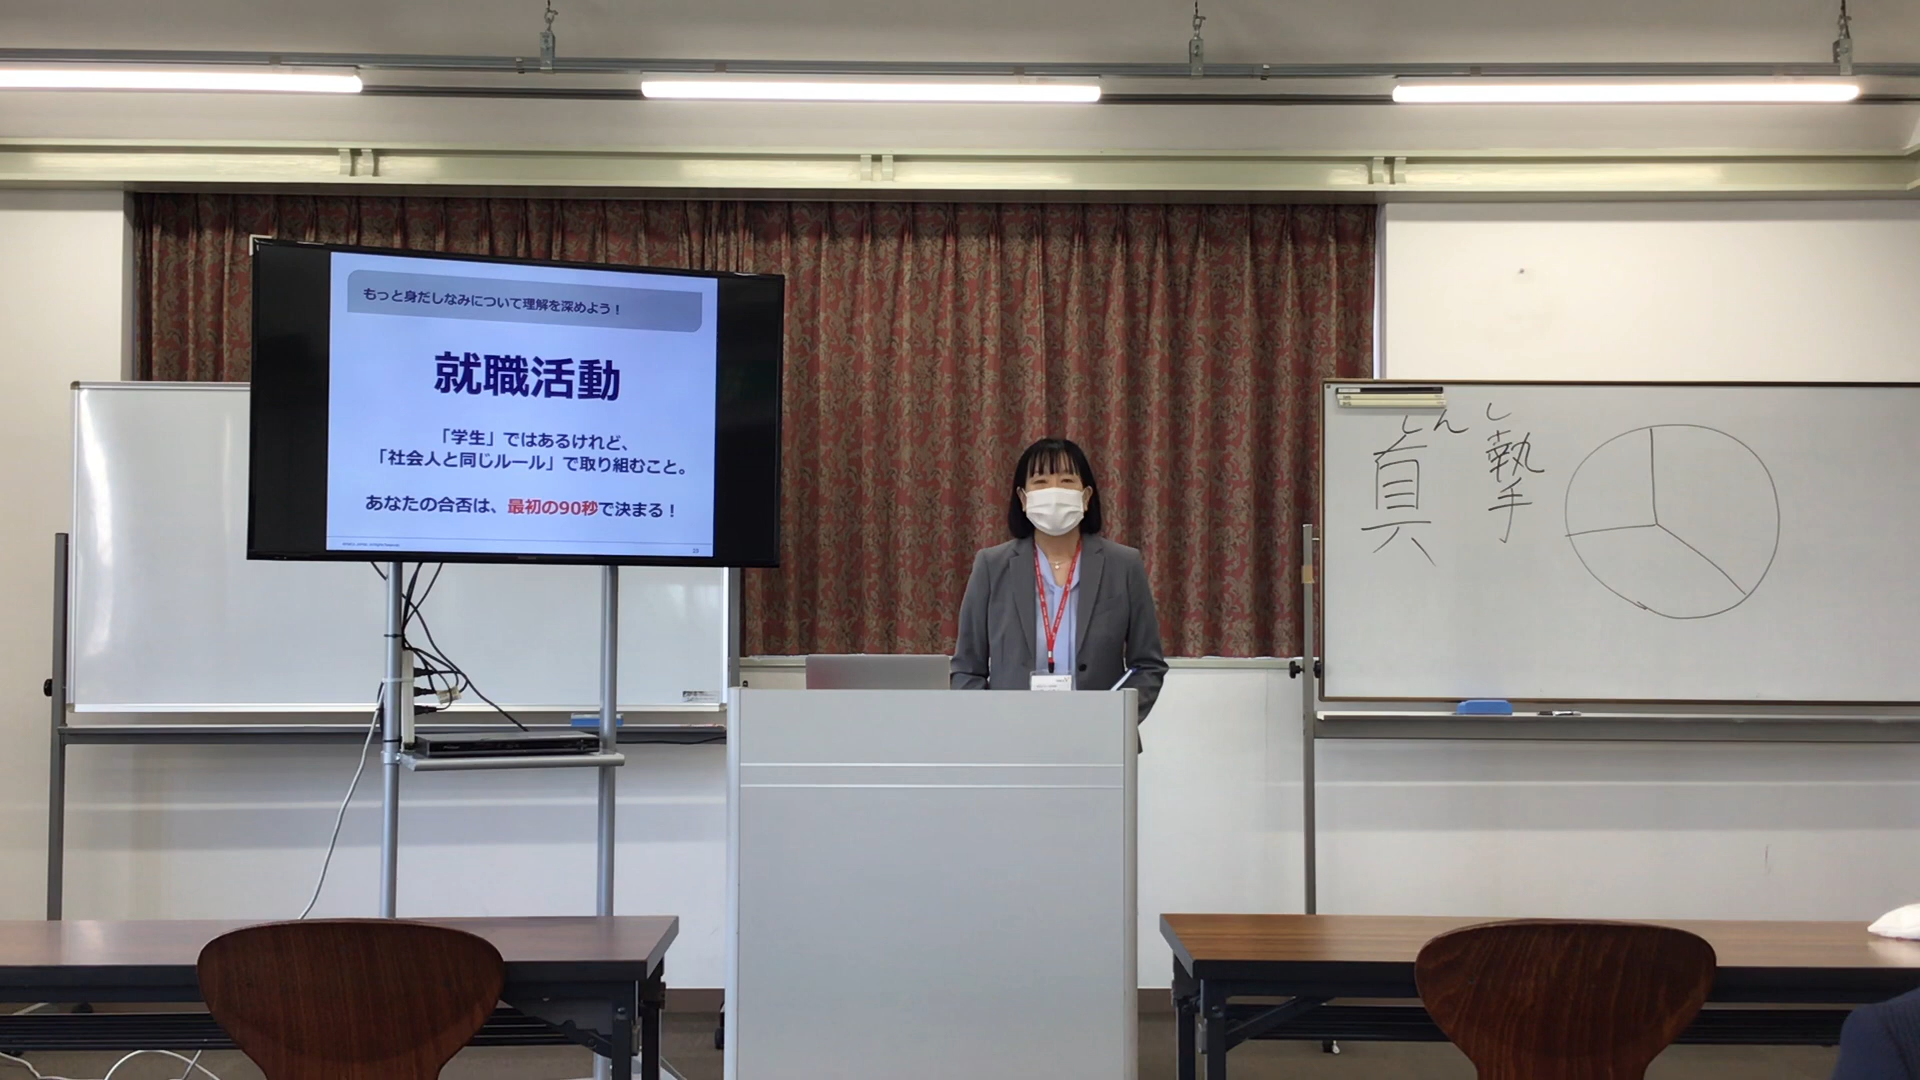 もっと身だしなみについて理解を深めよう！
就職活動
「学生」ではあるけれど、
「社会人と同じルール」で取り組むこと。
あなたの合否は、最初の90秒で決まる！
しんし
真摯